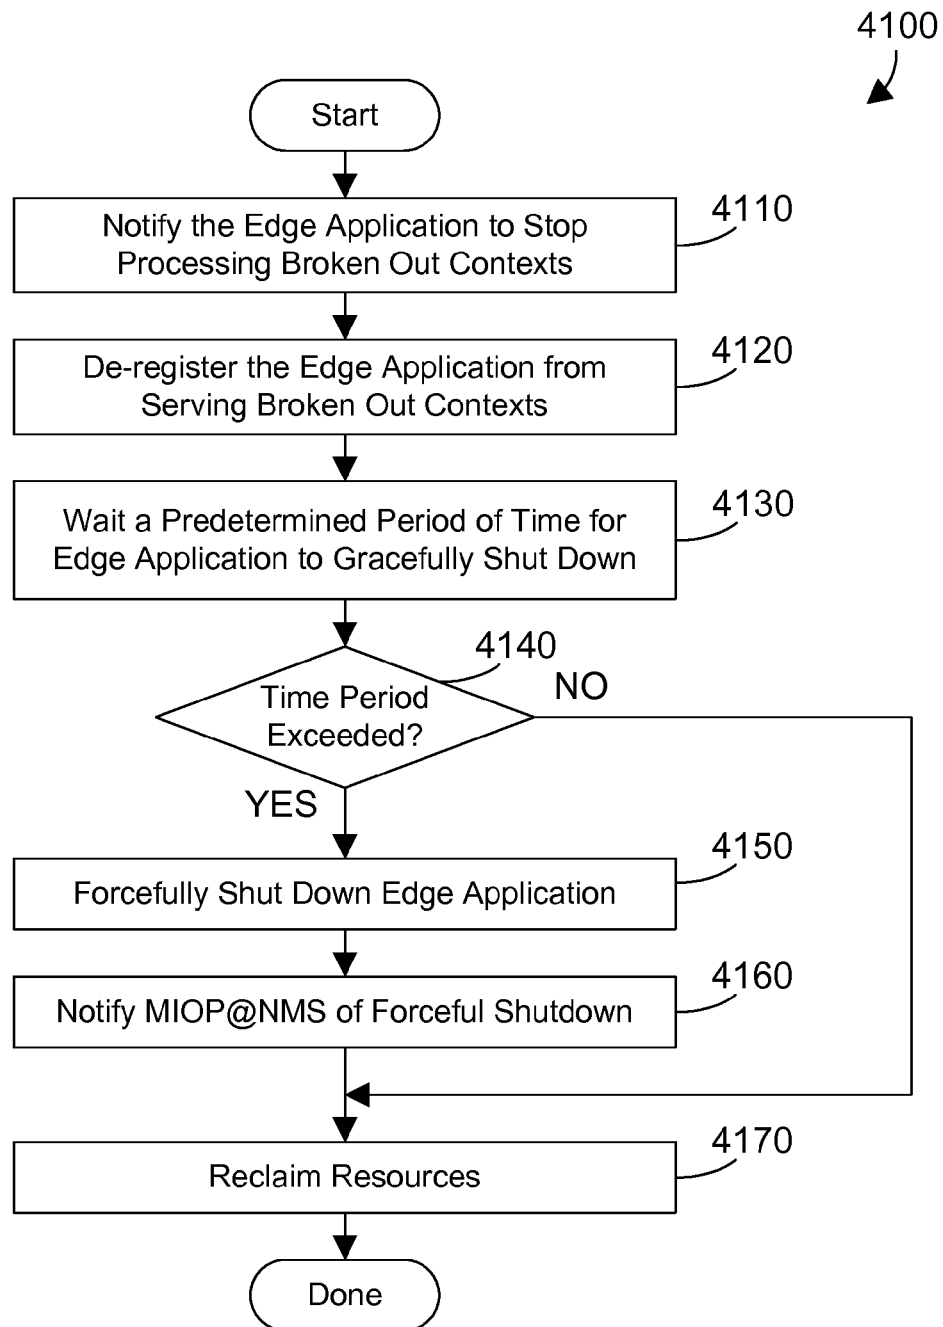 4100
Start
4110
Notify the Edge Application to Stop
Processing Broken Out Contexts
4120
De-register the Edge Application from
Serving Broken Out Contexts
4130
Wait a Predetermined Period of Time for
Edge Application to Gracefully Shut Down
4140
Time Period
Exceeded?
NO
YES
4150
Forcefully Shut Down Edge Application
4160
Notify MIOP@NMS of Forceful Shutdown
4170
Reclaim Resources
Done